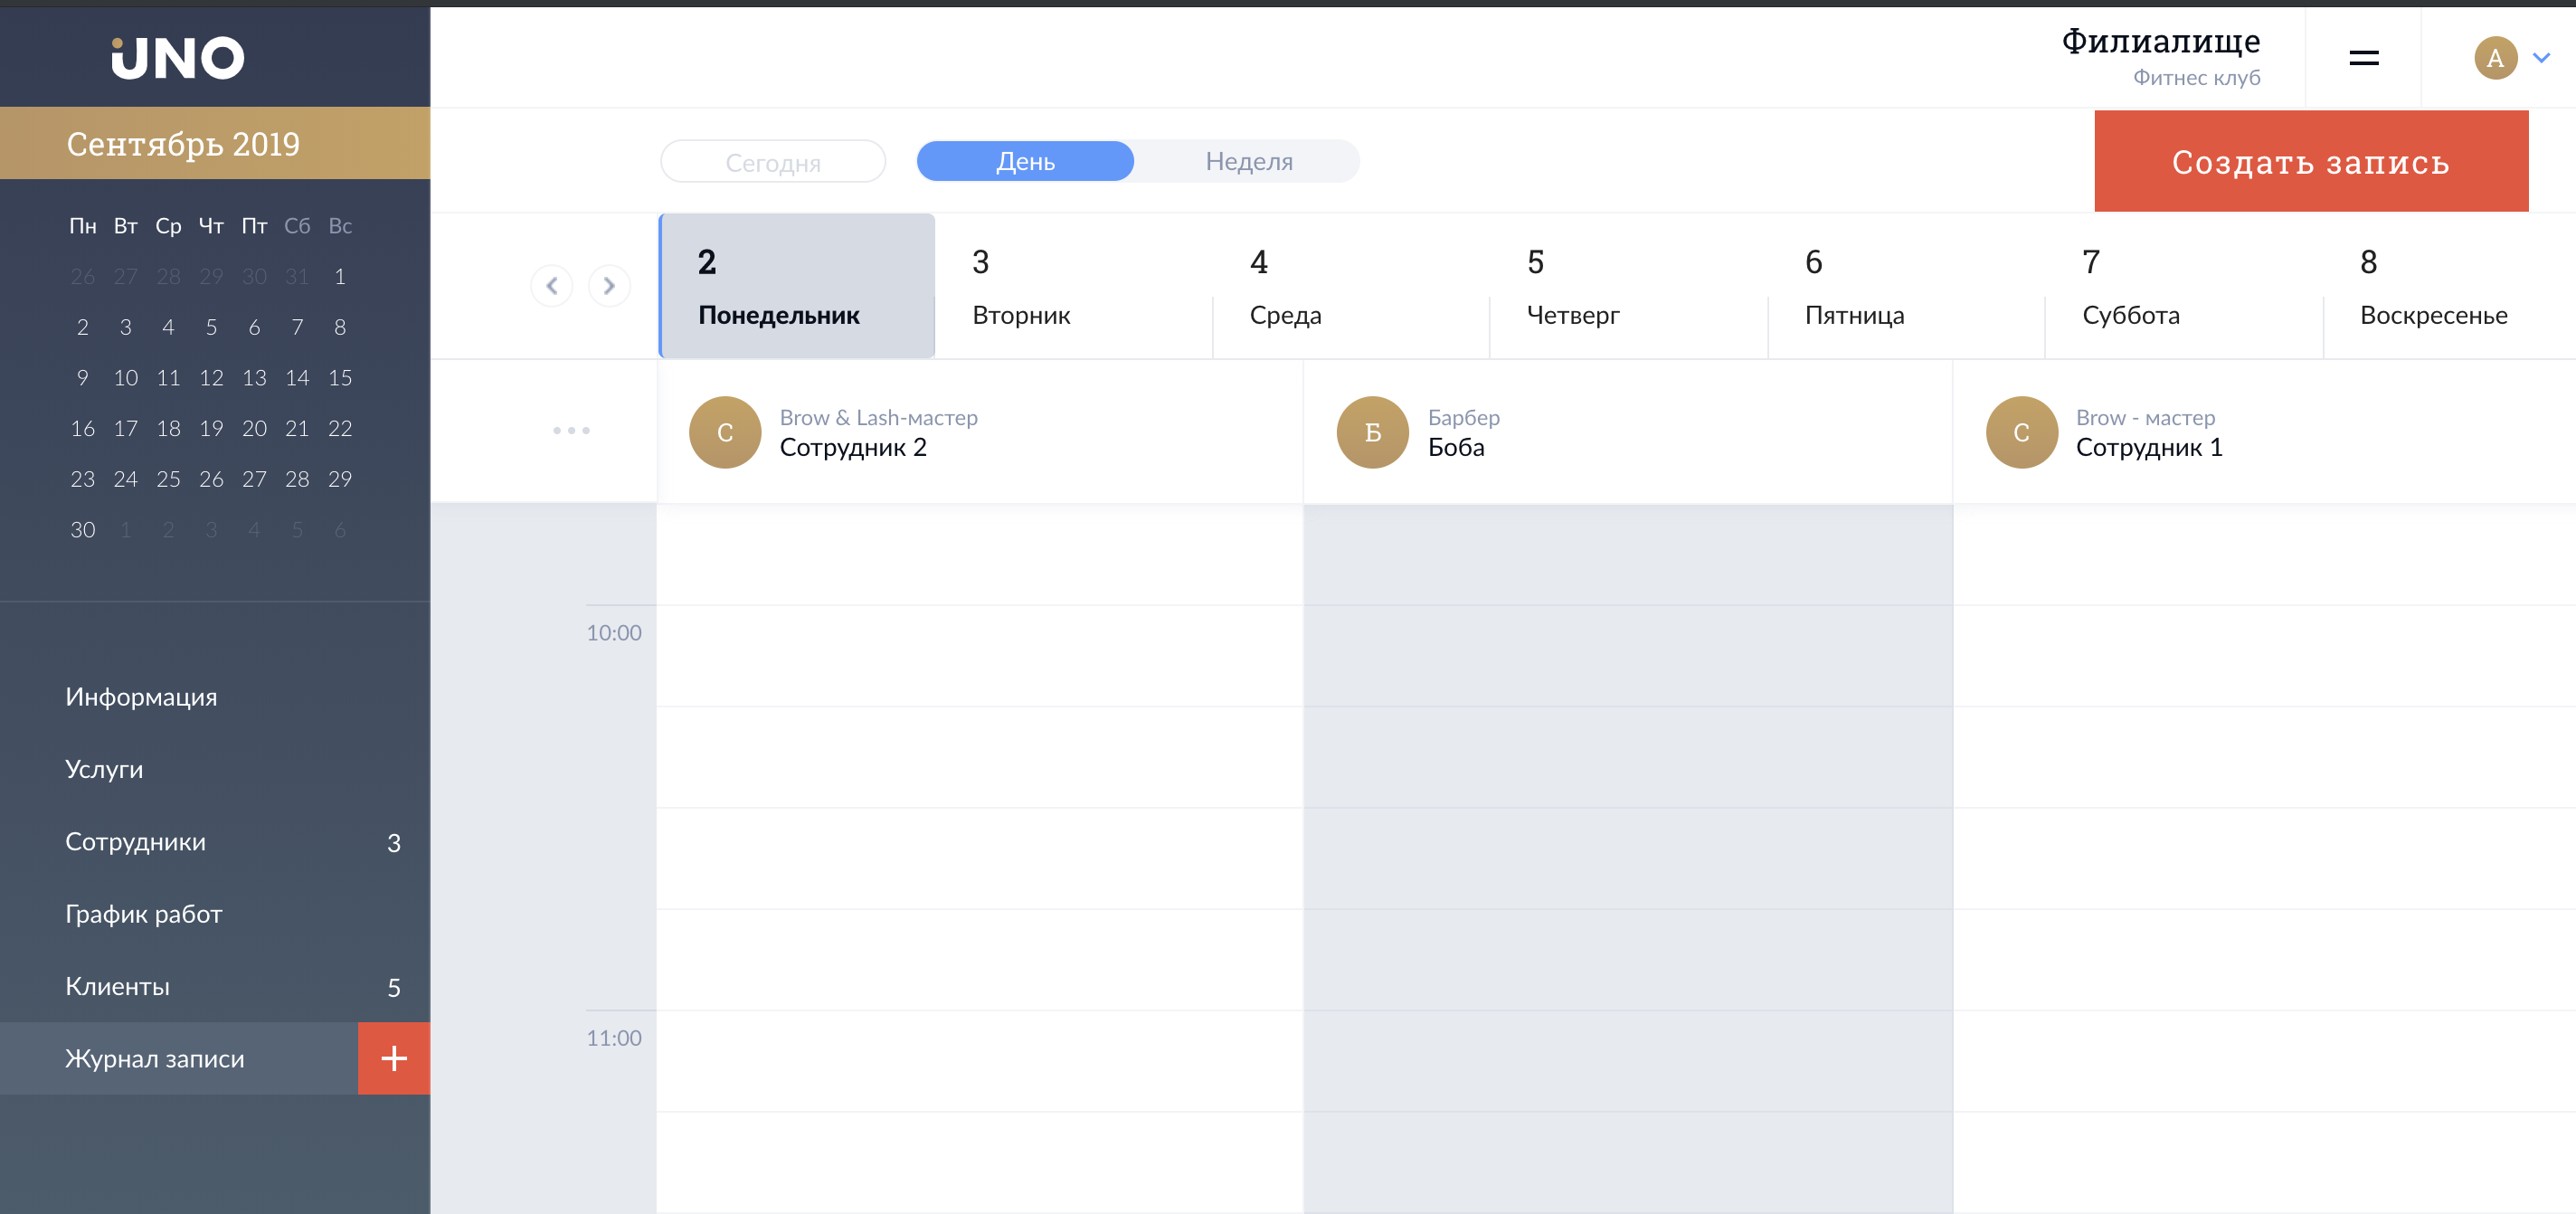 UNO
Филиалище
Фитнес клуб
A
Сентябрь 2019
Сегодня
День
Неделя
Создать запись
Пн Вт Ср Чт Пт Сб Вс
26 27 28 29 30 31 1
2 3 4 5 6 7 8
9 10 11 12 13 14 15
16 17 18 19 20 21 22
23 24 25 26 27 28 29
30 1 2 3 4 5 6
2
Понедельник
3
Вторник
4
Среда
5
Четверг
6
Пятница
7
Суббота
8
Воскресенье
С
Brow & Lash-мастер
Сотрудник 2
Б
Барбер
Боба
С
Brow - мастер
Сотрудник 1
10:00
11:00
Информация
Услуги
Сотрудники 3
График работ
Клиенты 5
Журнал записи +